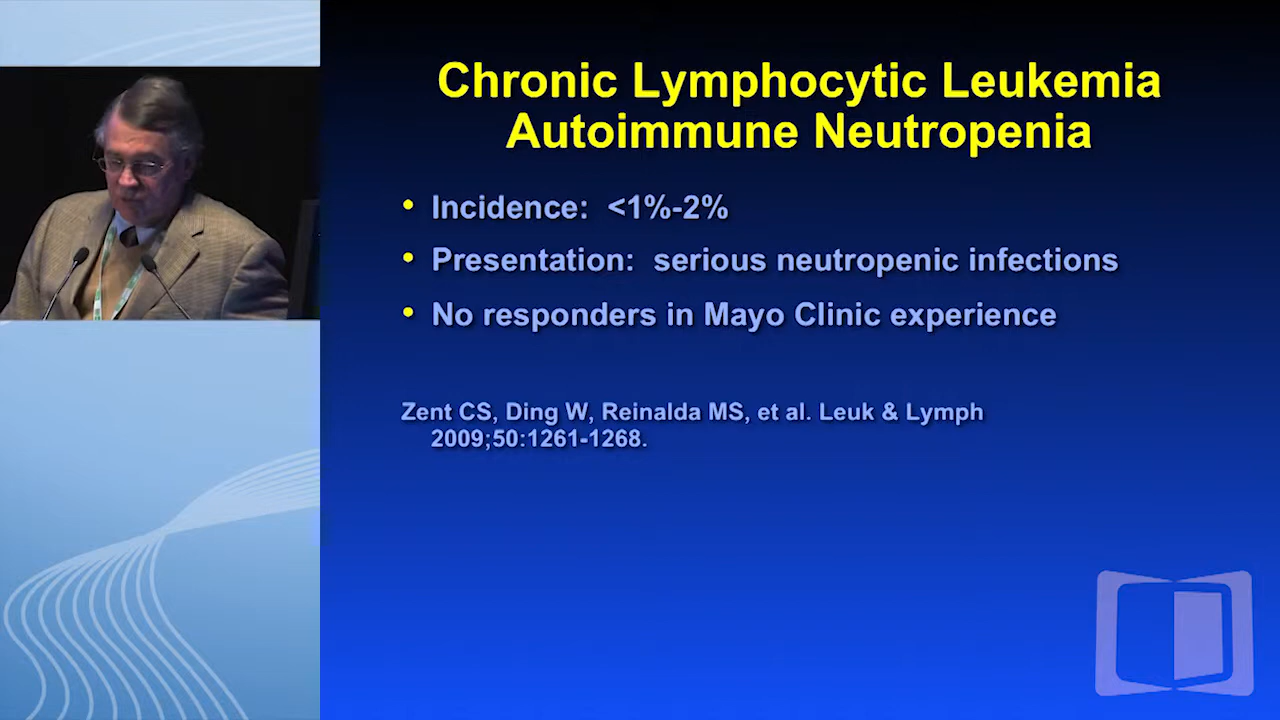 Chronic Lymphocytic Leukemia
Autoimmune Neutropenia
• Incidence: <1%-2%
• Presentation: serious neutropenic infections
• No responders in Mayo Clinic experience
Zent CS, Ding W, Reinalda MS, et al. Leuk & Lymph
2009;50:1261-1268.